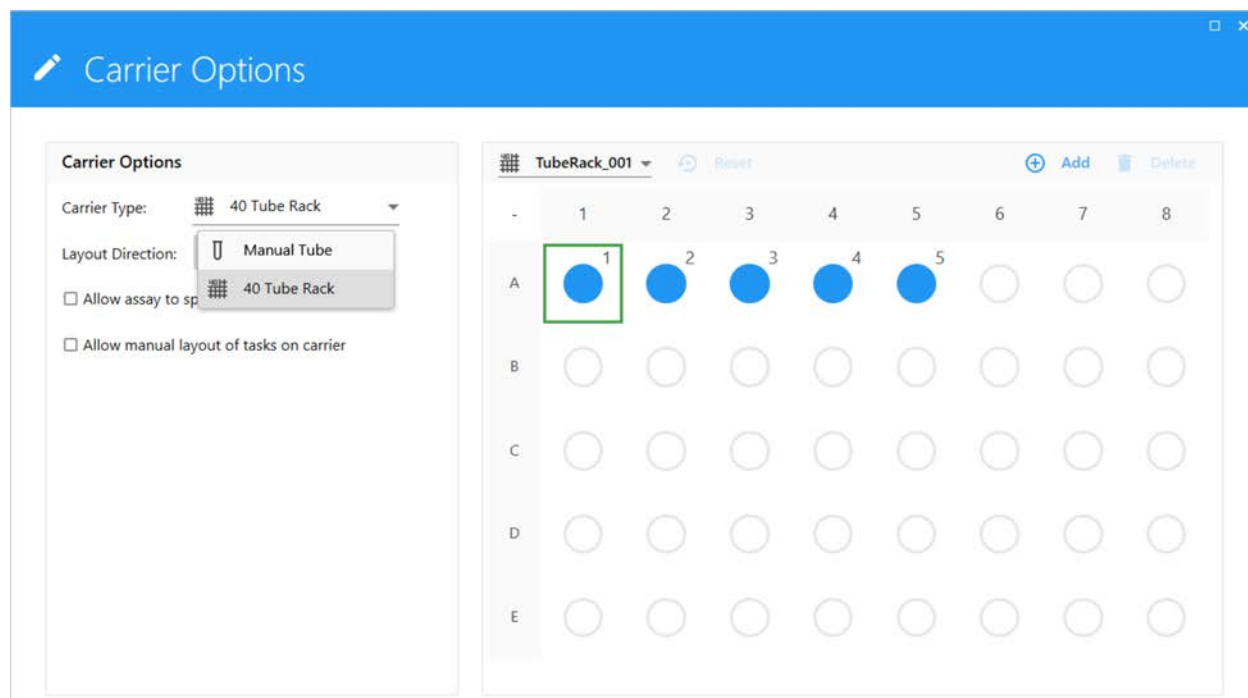 Carrier Options
Carrier Options
Carrier Type: 40 Tube Rack
Layout Direction:
Manual Tube
40 Tube Rack
Allow assay to sp
Allow manual layout of tasks on carrier
TubeRack_001 Reset Add Delete
- 1 2 3 4 5 6 7 8
1 2 3 4 5
A
B
C
D
E